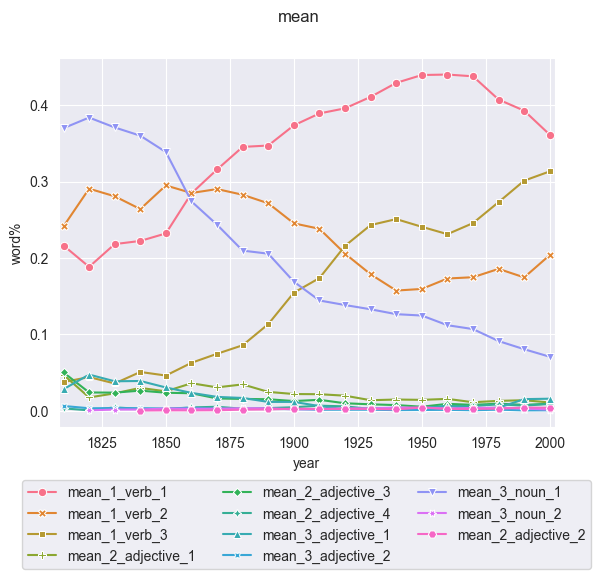 mean
0.4
0.3
0.2
0.1
0.0
word%
1825 1850 1875 1900 1925 1950 1975 2000
year
mean_1_verb_1 mean_2_adjective_3 mean_3_noun_1
mean_1_verb_2 mean_2_adjective_4 mean_3_noun_2
mean_1_verb_3 mean_3_adjective_1 mean_2_adjective_2
mean_2_adjective_1 mean_3_adjective_2